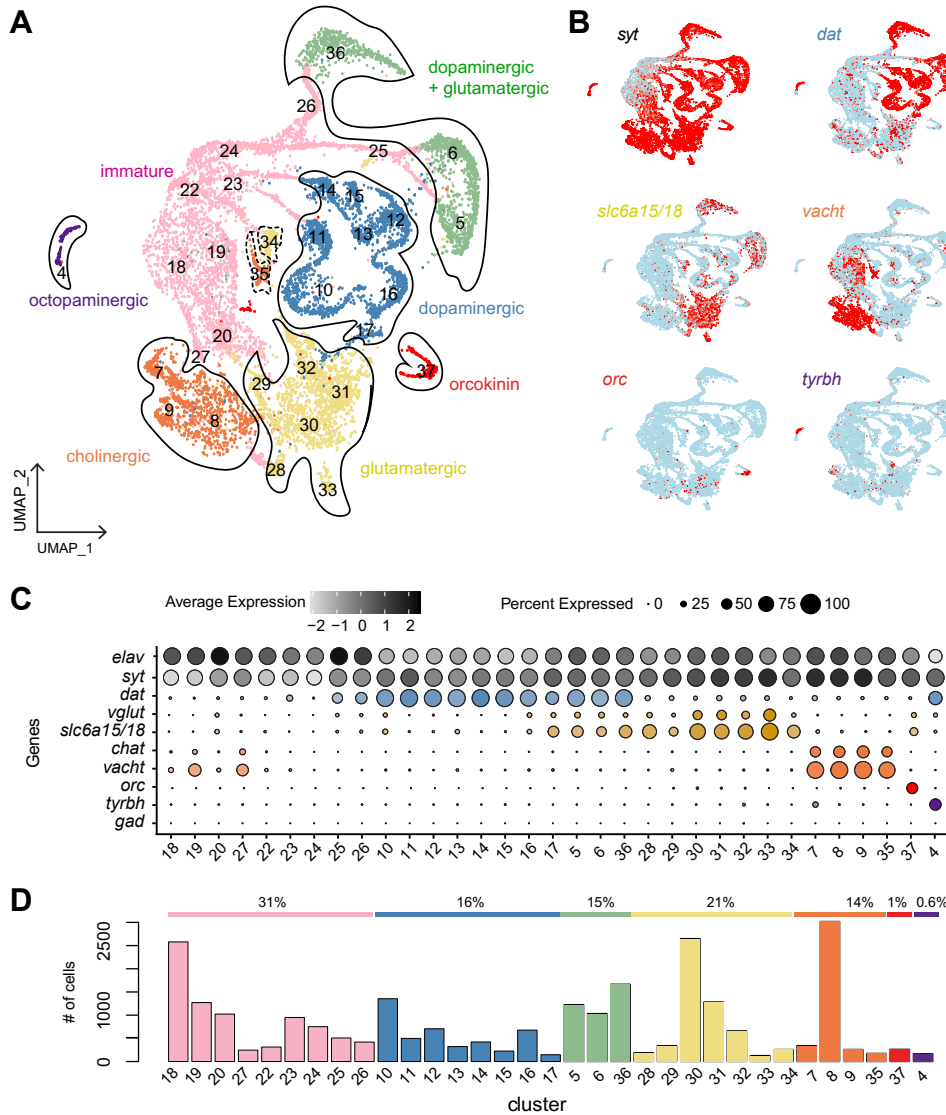 A
B
36
dopaminergic
+ glutamatergic
26
24
25
6
immature
23
22
14
15
12
5
11
13
34
19
18
35
4
10
16
octopaminergic
dopaminergic
20
17
27
32
37
7
29
31
orcokinin
9
8
30
cholinergic
28
glutamatergic
33
UMAP_2
UMAP_1
syt
dat
slc6a15/18
vacht
orc
tyrbh
C
Average Expression
−2 −1 0 1 2
Percent Expressed
0 25 50 75 100
Genes
elav
syt
dat
vglut
slc6a15/18
chat
vacht
orc
tyrbh
gad
18 19 20 27 22 23 24 25 26 10 11 12 13 14 15 16 17 5 6 36 28 29 30 31 32 33 34 7 8 9 35 37 4
D
31% 16% 15% 21% 14% 1% 0.6%
# of cells
2500
1000
0
18 19 20 27 22 23 24 25 26 10 11 12 13 14 15 16 17 5 6 36 28 29 30 31 32 33 34 7 8 9 35 37 4
cluster